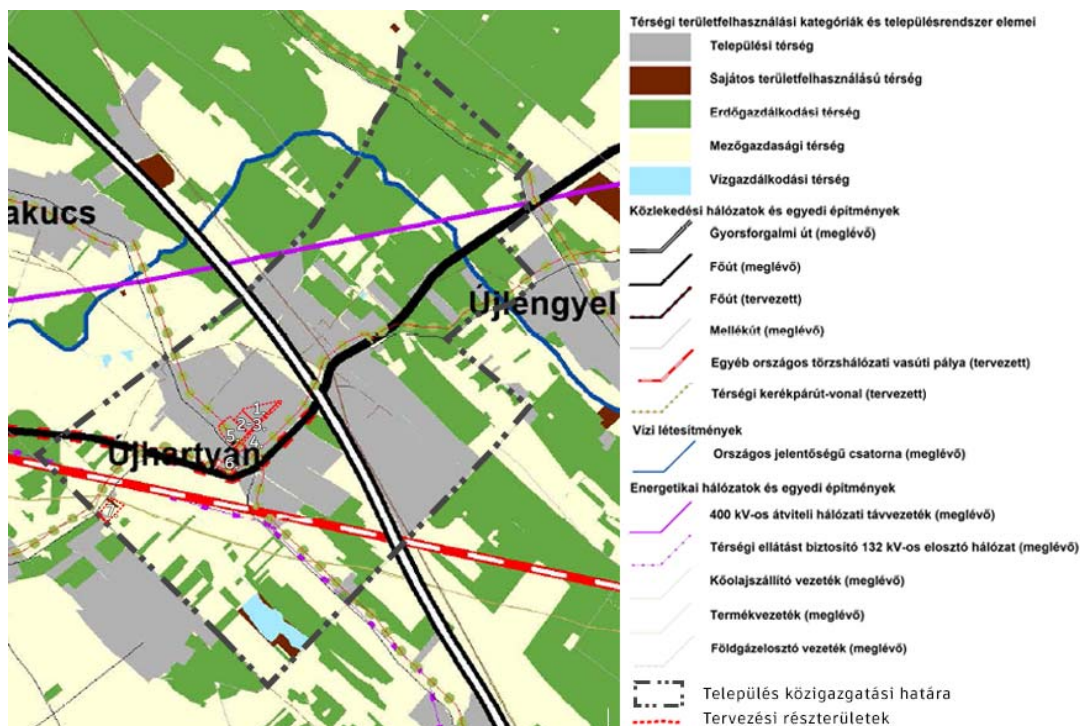 akucs
Újlengyel
Újhartyán
1.
2-3.
5.
4.
6.
7.
Térségi területfelhasználási kategóriák és településrendszer elemei
Települési térség
Sajátos területfelhasználású térség
Erdőgazdálkodási térség
Mezőgazdasági térség
Vízgazdálkodási térség
Közlekedési hálózatok és egyedi építmények
Gyorsforgalmi út (meglévő)
Főút (meglévő)
Főút (tervezett)
Mellékút (meglévő)
Egyéb országos törzshálózati vasúti pálya (tervezett)
Térségi kerékpárút-vonal (tervezett)
Vízi létesítmények
Országos jelentőségű csatorna (meglévő)
Energetikai hálózatok és egyedi építmények
400 kV-os átviteli hálózati távvezeték (meglévő)
Térségi ellátást biztosító 132 kV-os elosztó hálózat (meglévő)
Kőolajszállító vezeték (meglévő)
Termékvezeték (meglévő)
Földgázelosztó vezeték (meglévő)
Település közigazgatási határa
Tervezési részterületek